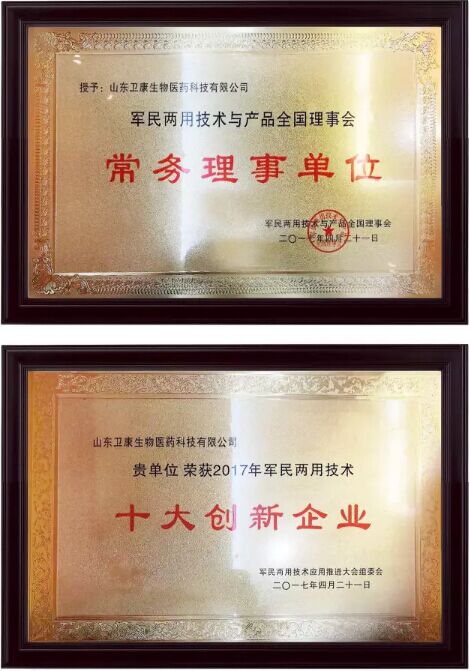 授予：山东卫康生物医药科技有限公司
军民两用技术与产品全国理事会
常务理事单位
军民两用技术与产品全国理事会
二〇一七年四月二十一日
山东卫康生物医药科技有限公司
贵单位 荣获2017年军民两用技术
十大创新企业
军民两用技术应用推进大会组委会
二〇一七年四月二十一日